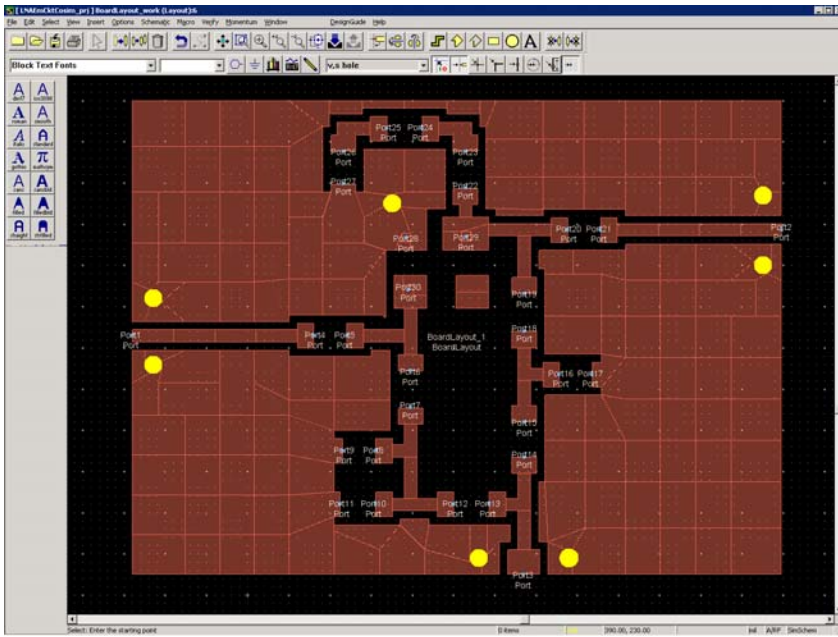 [ LNAEmCktCosim_prj ] BoardLayout_work (Layout):6
File Edit Select View Insert Options Schematic Macro Verify Momentum Window DesignGuide Help
Block Text Fonts
v,s hole
Port25 Port24
Port Port
Port26 Port23
Port Port
Port27 Port22
Port Port
Port28 Port29
Port Port
Port20 Port21
Port Port
Port2
Port
Port30 Port19
Port Port
Port1
Port
Port4 Port5
Port Port
BoardLayout_1
BoardLayout
Port18
Port
Port6
Port
Port16 Port17
Port Port
Port7
Port
Port15
Port
Port9 Port8
Port Port
Port14
Port
Port11 Port10 Port12 Port13
Port Port Port Port
Port3
Port
Select: Enter the starting point
0 items
390.00, 230.00
mil A/RF SimSchem